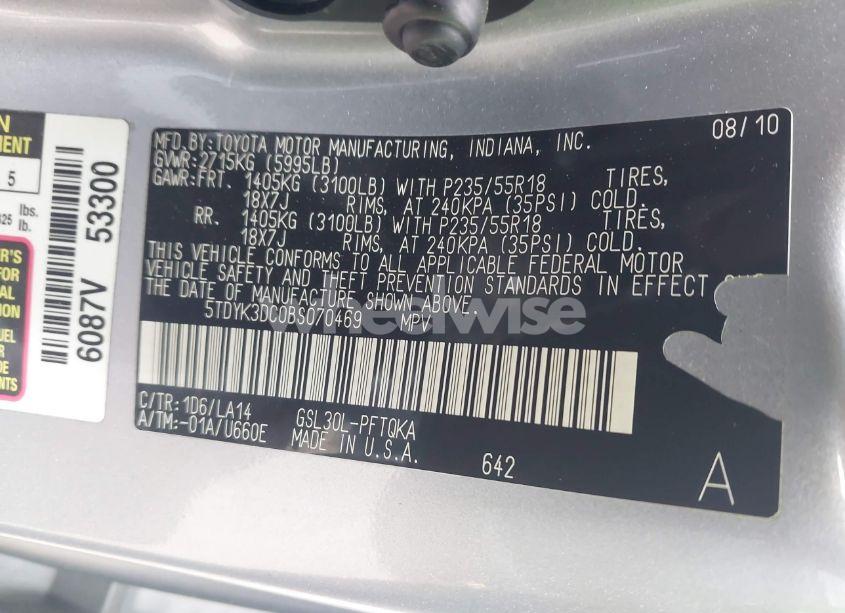 MFD. BY: TOYOTA MOTOR MANUFACTURING, INDIANA, INC. 08/10
GVWR: 2715KG (5995LB)
GAWR: FRT. 1405KG (3100LB) WITH P235/55R18 TIRES,
18X7J RIMS, AT 240KPA (35PSI) COLD.
RR. 1405KG (3100LB) WITH P235/55R18 TIRES,
18X7J RIMS, AT 240KPA (35PSI) COLD.
THIS VEHICLE CONFORMS TO ALL APPLICABLE FEDERAL MOTOR
VEHICLE SAFETY AND THEFT PREVENTION STANDARDS IN EFFECT ON
THE DATE OF MANUFACTURE SHOWN ABOVE.
5TDYK3DC0BS070469 MPV
C/TR: 1D6/LA14 GSL30L-PFTQKA
A/TM: -01A/U660E MADE IN U.S.A.
642
A
6087V 53300
5
lbs.
lb.
FOR
wheelwise